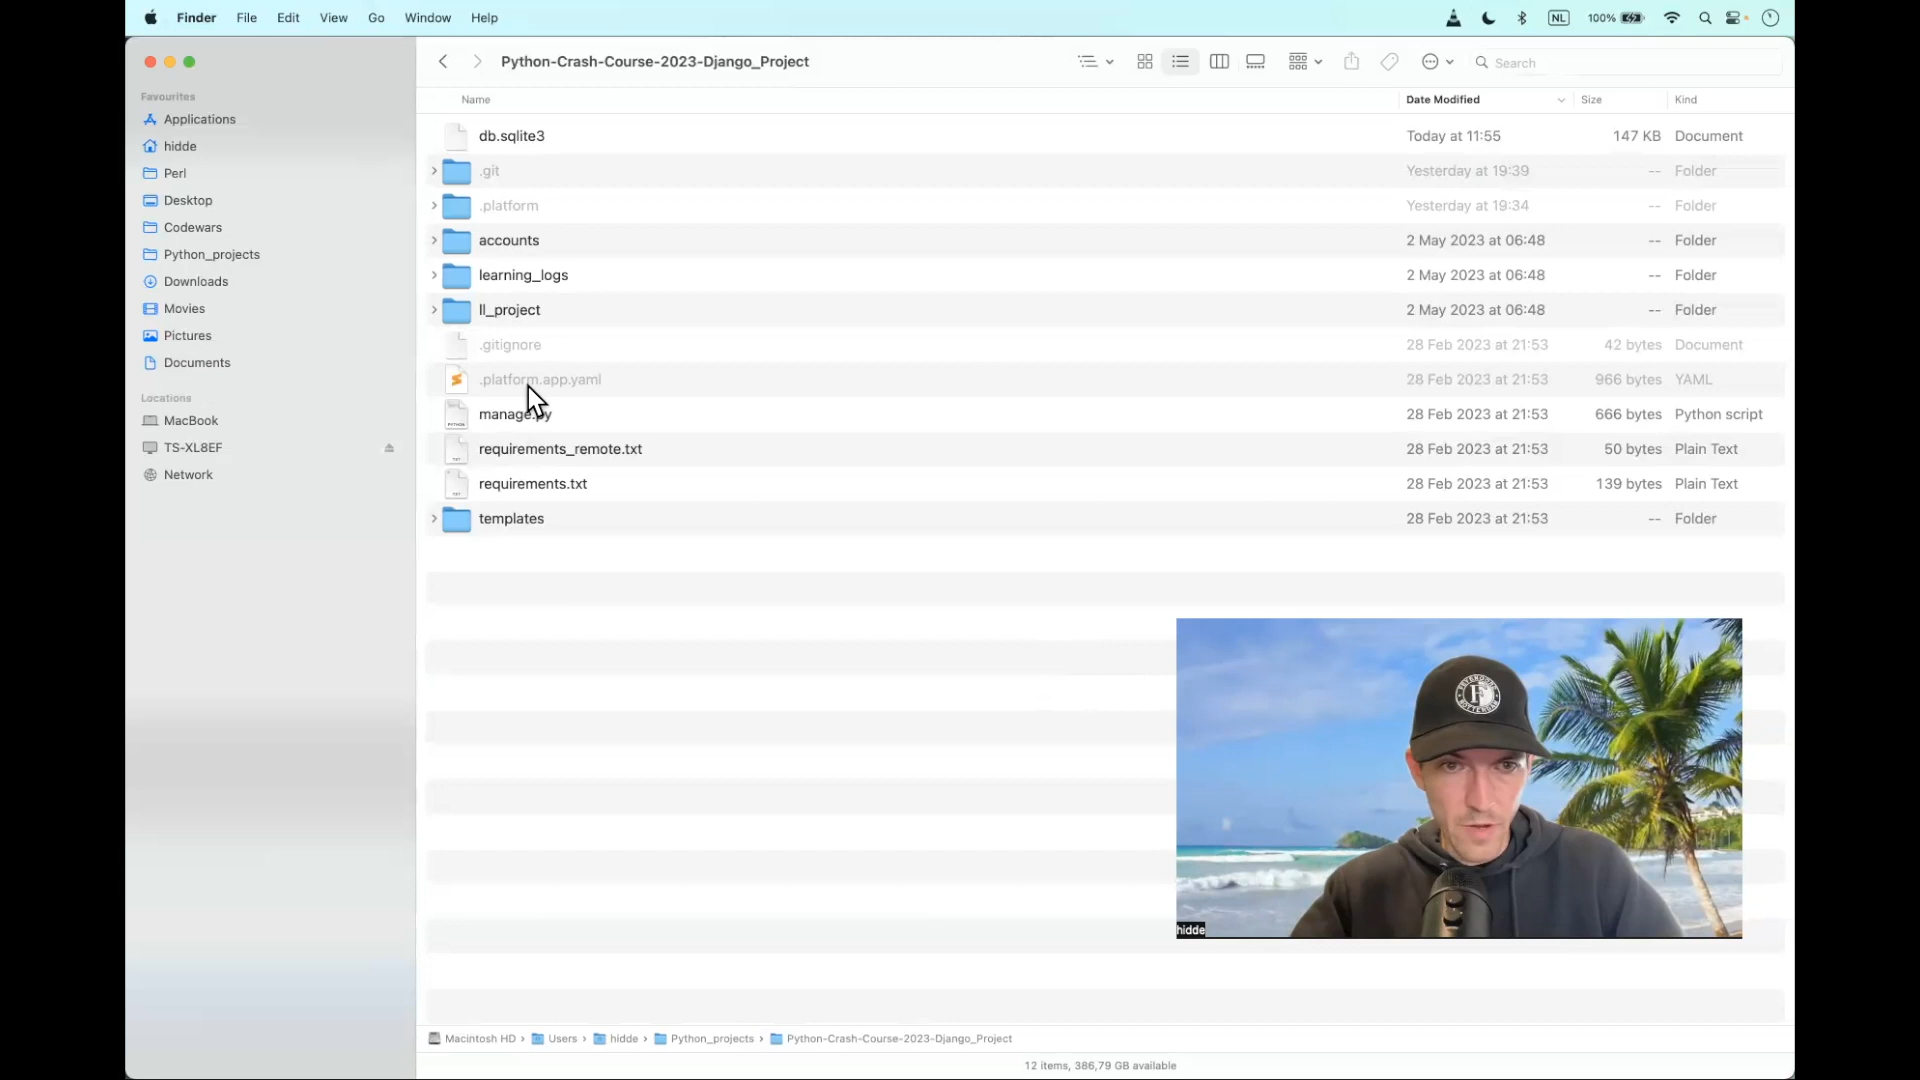 Finder File Edit View Go Window Help NL 100%
Python-Crash-Course-2023-Django_Project Search
Favourites
Applications
hidde
Perl
Desktop
Codewars
Python_projects
Downloads
Movies
Pictures
Documents
Locations
MacBook
TS-XL8EF
Network
Name Date Modified Size Kind
db.sqlite3 Today at 11:55 147 KB Document
.git Yesterday at 19:39 -- Folder
.platform Yesterday at 19:34 -- Folder
accounts 2 May 2023 at 06:48 -- Folder
learning_logs 2 May 2023 at 06:48 -- Folder
ll_project 2 May 2023 at 06:48 -- Folder
.gitignore 28 Feb 2023 at 21:53 42 bytes Document
.platform.app.yaml 28 Feb 2023 at 21:53 966 bytes YAML
manage.py 28 Feb 2023 at 21:53 666 bytes Python script
requirements_remote.txt 28 Feb 2023 at 21:53 50 bytes Plain Text
requirements.txt 28 Feb 2023 at 21:53 139 bytes Plain Text
templates 28 Feb 2023 at 21:53 -- Folder
FEYENOORD
F
ROTTERDAM
hidde
Macintosh HD › Users › hidde › Python_projects › Python-Crash-Course-2023-Django_Project
12 items, 386,79 GB available